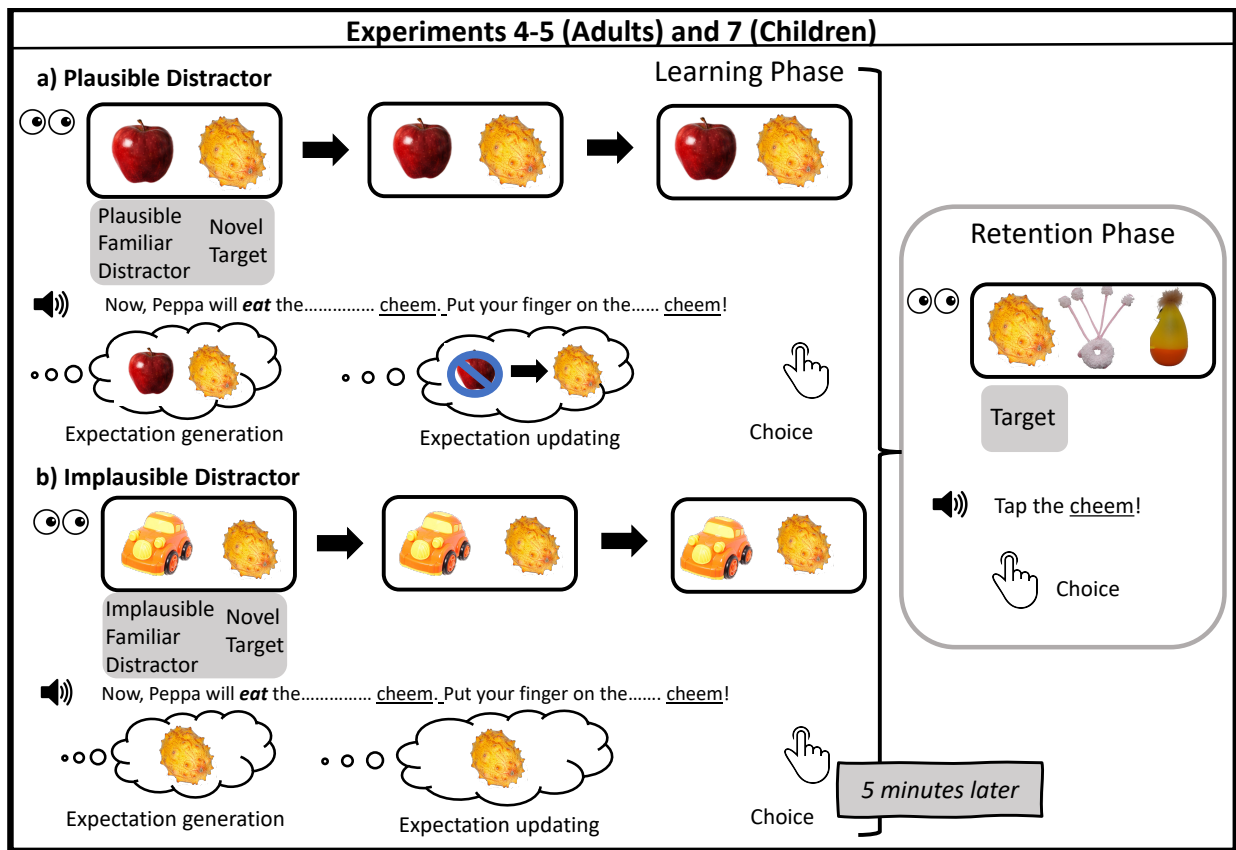 Experiments 4-5 (Adults) and 7 (Children)
a) Plausible Distractor
Learning Phase
Plausible
Familiar
Distractor
Novel
Target
Now, Peppa will eat the…………… cheem. Put your finger on the…… cheem!
Expectation generation
Expectation updating
Choice
b) Implausible Distractor
Implausible
Familiar
Distractor
Novel
Target
Now, Peppa will eat the…………… cheem. Put your finger on the……. cheem!
Expectation generation
Expectation updating
Choice
5 minutes later
Retention Phase
Target
Tap the cheem!
Choice